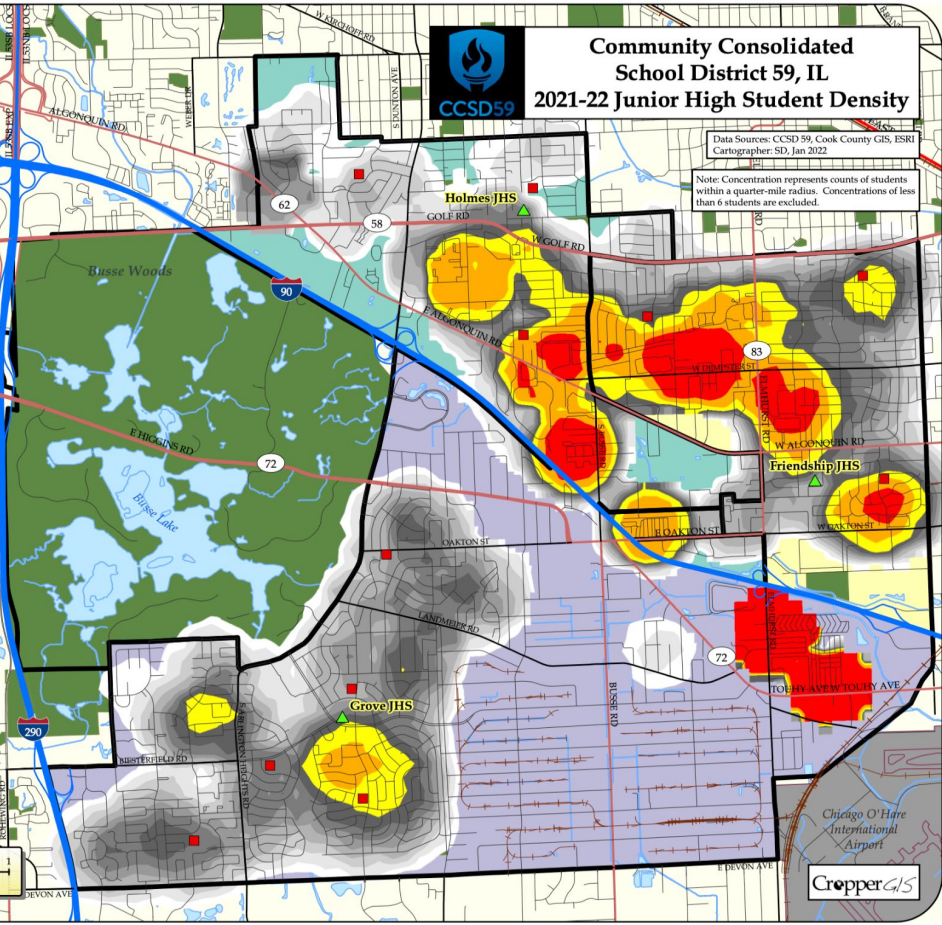 W KIRCHOFF RD
CCSD59
Community Consolidated
School District 59, IL
2021-22 Junior High Student Density
Data Sources: CCSD 59, Cook County GIS, ESRI
Cartographer: SD, Jan 2022
Note: Concentration represents counts of students
within a quarter-mile radius. Concentrations of less
than 6 students are excluded.
ALGONQUIN RD
WEBER DR
S DUNTON AVE
62
58
Holmes JHS
GOLF RD
W GOLF RD
RD
Busse Woods
90
E ALGONQUIN RD
83
W DEMPSTER ST
ELMHURST RD
E HIGGINS RD
72
W ALGONQUIN RD
Friendship JHS
Busse Lake
OAKTON ST
E OAKTON ST
W OAKTON ST
LANDMEIER RD
72
TOUHY AVE W TOUHY AVE
BUSSE RD
Grove JHS
S ARLINGTON HEIGHTS RD
290
BIESTERFIELD RD
Chicago O'Hare
International
Airport
E DEVON AVE
DEVON AVE
CropperGIS